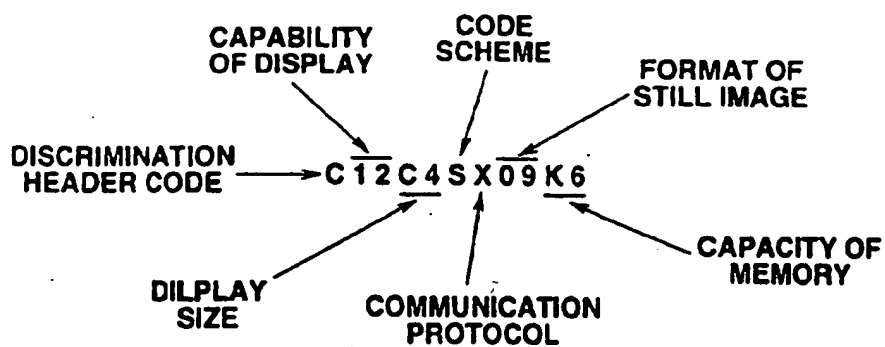 CAPABILITY
OF DISPLAY
CODE
SCHEME
FORMAT OF
STILL IMAGE
DISCRIMINATION
HEADER CODE
C12C4SX09K6
DILPLAY
SIZE
COMMUNICATION
PROTOCOL
CAPACITY OF
MEMORY